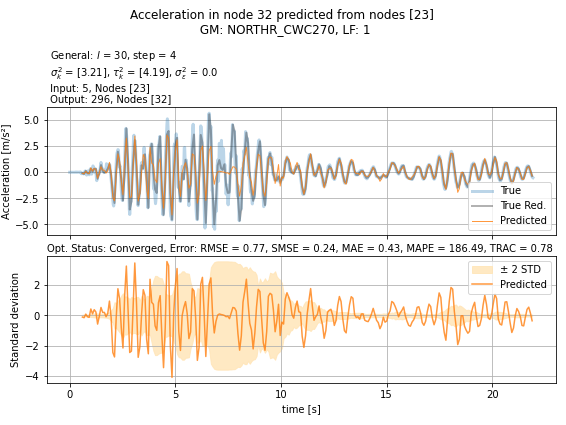 Acceleration in node 32 predicted from nodes [23]
GM: NORTHR_CWC270, LF: 1
General: l = 30, step = 4
σ²ₖ = [3.21], τ²ₖ = [4.19], σ²ₑ = 0.0
Input: 5, Nodes [23]
Output: 296, Nodes [32]
Acceleration [m/s²]
5.0
2.5
0.0
−2.5
−5.0
True
True Red.
Predicted
Opt. Status: Converged, Error: RMSE = 0.77, SMSE = 0.24, MAE = 0.43, MAPE = 186.49, TRAC = 0.78
Standard deviation
2
0
−2
−4
± 2 STD
Predicted
0
5
10
15
20
time [s]